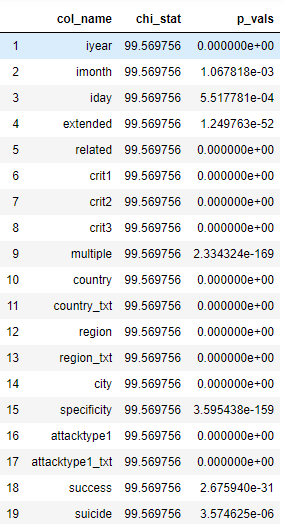 col_name chi_stat p_vals
1 iyear 99.569756 0.000000e+00
2 imonth 99.569756 1.067818e-03
3 iday 99.569756 5.517781e-04
4 extended 99.569756 1.249763e-52
5 related 99.569756 0.000000e+00
6 crit1 99.569756 0.000000e+00
7 crit2 99.569756 0.000000e+00
8 crit3 99.569756 0.000000e+00
9 multiple 99.569756 2.334324e-169
10 country 99.569756 0.000000e+00
11 country_txt 99.569756 0.000000e+00
12 region 99.569756 0.000000e+00
13 region_txt 99.569756 0.000000e+00
14 city 99.569756 0.000000e+00
15 specificity 99.569756 3.595438e-159
16 attacktype1 99.569756 0.000000e+00
17 attacktype1_txt 99.569756 0.000000e+00
18 success 99.569756 2.675940e-31
19 suicide 99.569756 3.574625e-06